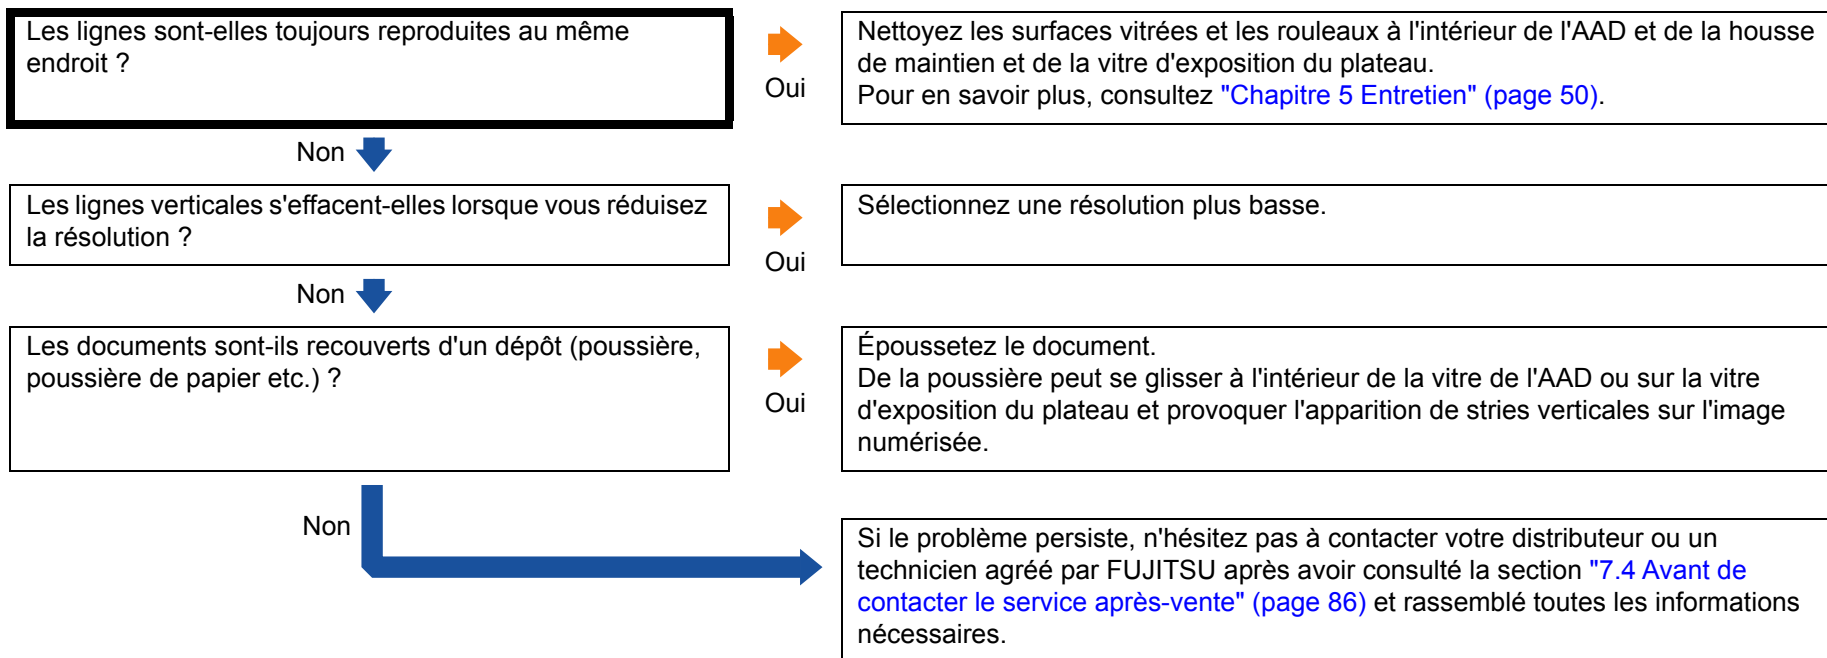 Les lignes sont-elles toujours reproduites au même
endroit ?
Oui
Nettoyez les surfaces vitrées et les rouleaux à l'intérieur de l'AAD et de la housse
de maintien et de la vitre d'exposition du plateau.
Pour en savoir plus, consultez "Chapitre 5 Entretien" (page 50).
Non
Les lignes verticales s'effacent-elles lorsque vous réduisez
la résolution ?
Oui
Sélectionnez une résolution plus basse.
Non
Les documents sont-ils recouverts d'un dépôt (poussière,
poussière de papier etc.) ?
Oui
Époussetez le document.
De la poussière peut se glisser à l'intérieur de la vitre de l'AAD ou sur la vitre
d'exposition du plateau et provoquer l'apparition de stries verticales sur l'image
numérisée.
Non
Si le problème persiste, n'hésitez pas à contacter votre distributeur ou un
technicien agréé par FUJITSU après avoir consulté la section "7.4 Avant de
contacter le service après-vente" (page 86) et rassemblé toutes les informations
nécessaires.